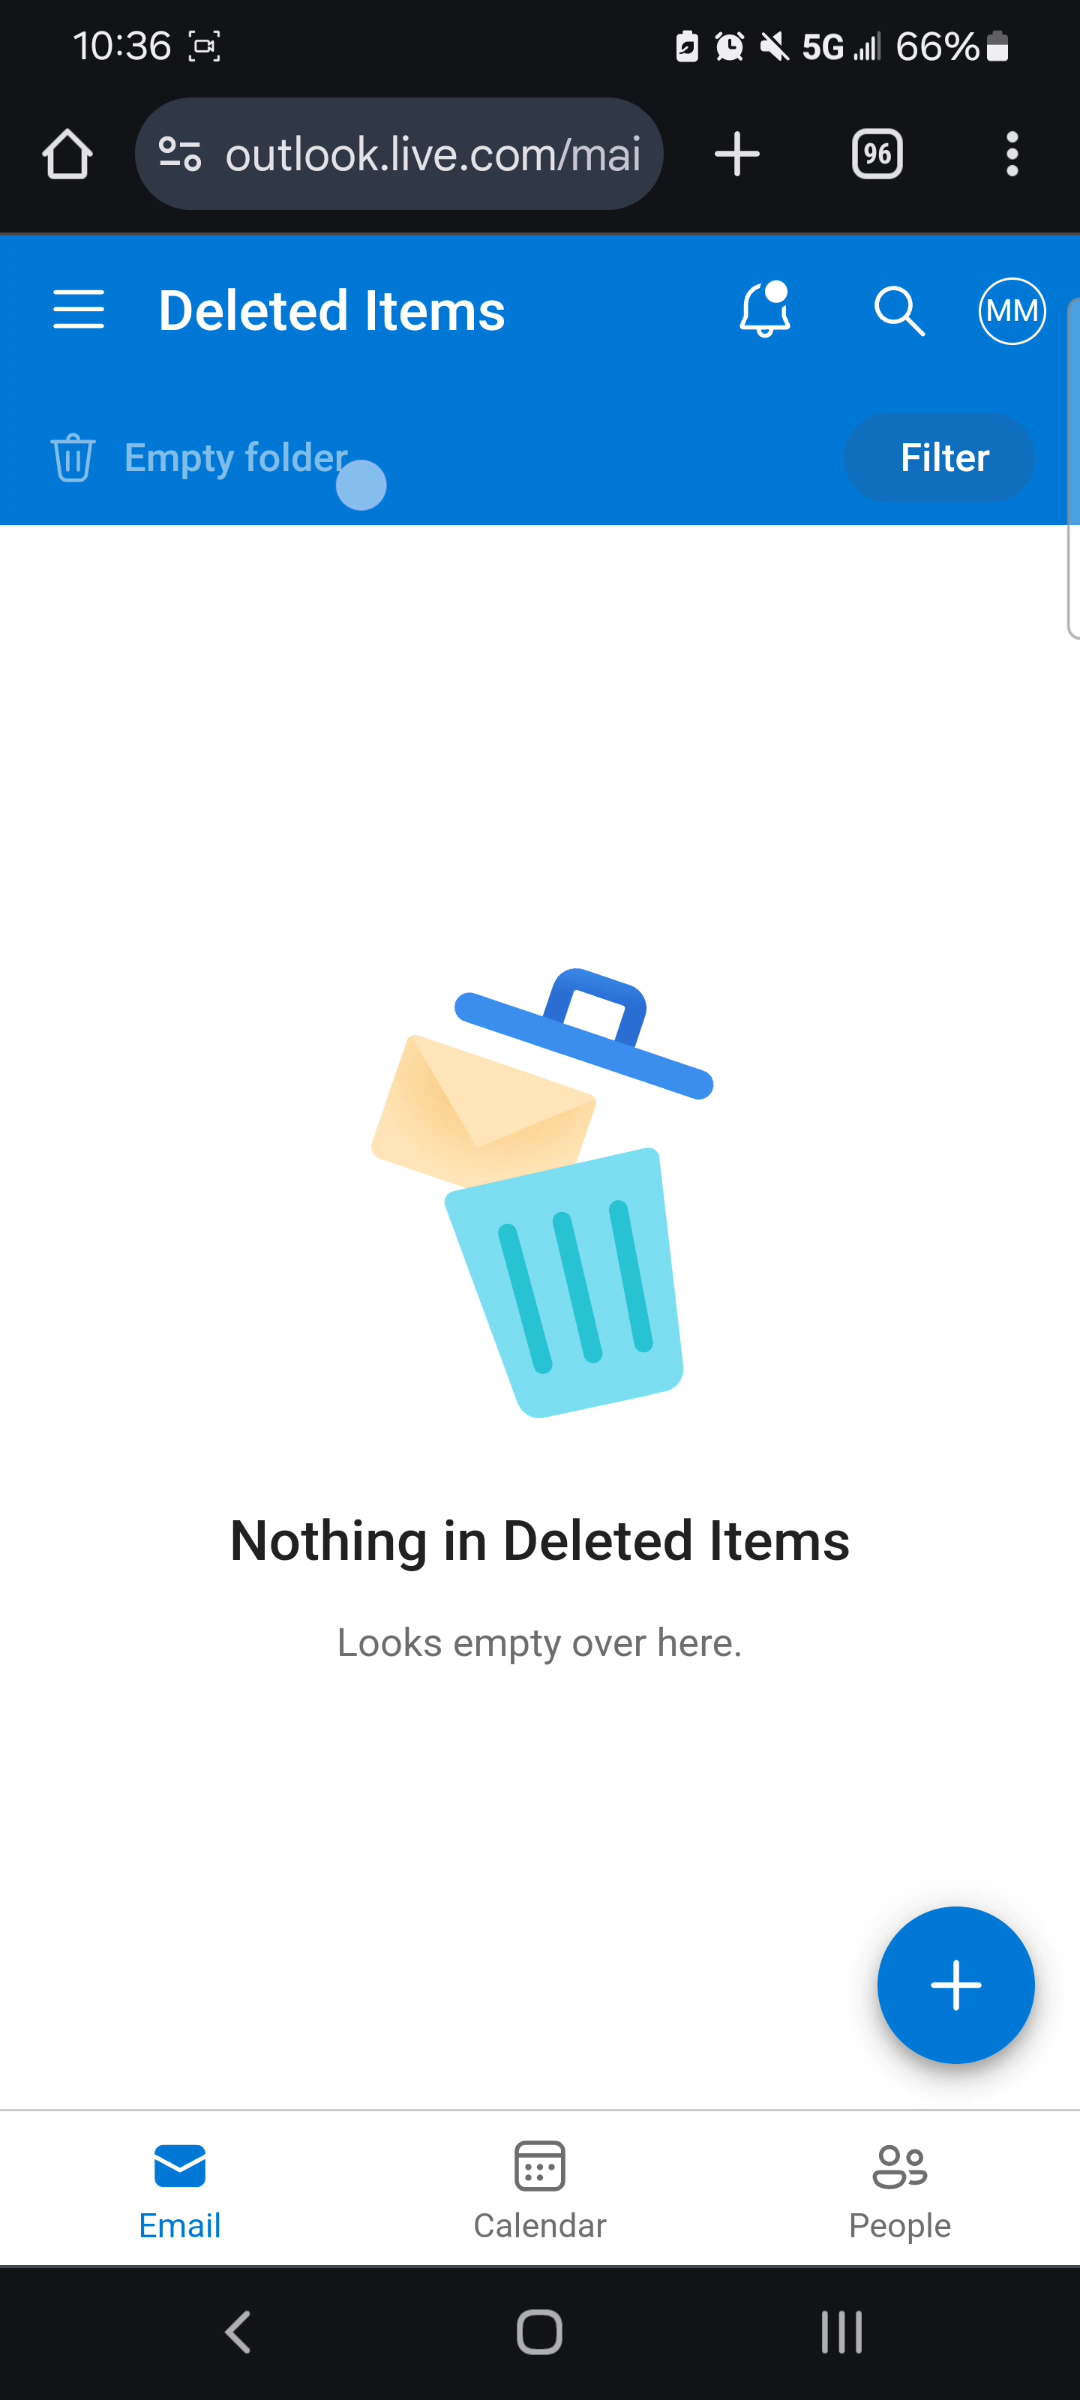 10:36 5G 66%
outlook.live.com/mai 96
Deleted Items MM
Empty folder Filter
Nothing in Deleted Items
Looks empty over here.
Email Calendar People